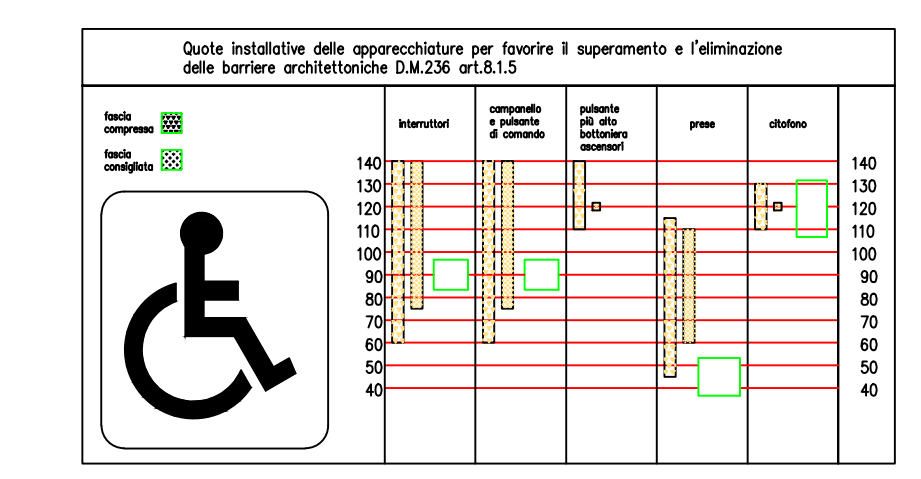 Quote installative delle apparecchiature per favorire il superamento e l'eliminazione
delle barriere architettoniche D.M.236 art.8.1.5
fascia
compressa
fascia
consigliata
interruttori
campanello
e pulsante
di comando
pulsante
più alto
bottoniera
ascensori
prese
citofono
140 140
130 130
120 120
110 110
100 100
90 90
80 80
70 70
60 60
50 50
40 40